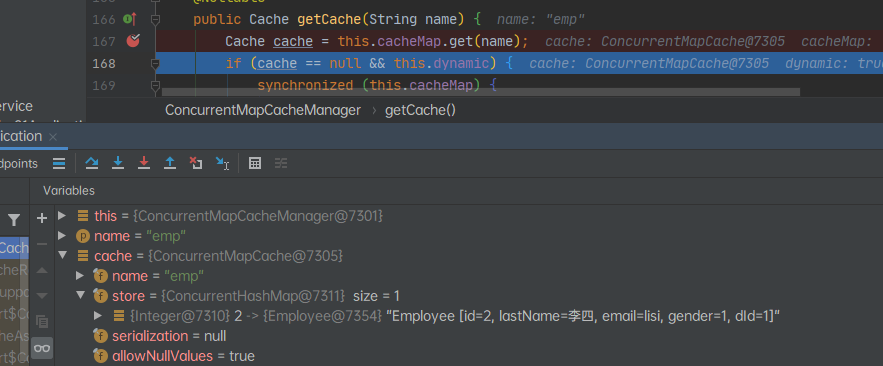 166 public Cache getCache(String name) { name: "emp"
167 Cache cache = this.cacheMap.get(name); cache: ConcurrentMapCache@7305 cacheMap:
168 if (cache == null && this.dynamic) { cache: ConcurrentMapCache@7305 dynamic: true
169 synchronized (this.cacheMap) {
ervice
ConcurrentMapCacheManager › getCache()
ication ×
dpoints
Variables
this = {ConcurrentMapCacheManager@7301}
p name = "emp"
Cach
cache = {ConcurrentMapCache@7305}
cheR
f name = "emp"
uppo
f store = {ConcurrentHashMap@7311} size = 1
rt$Ca
{Integer@7310} 2 -> {Employee@7354} "Employee [id=2, lastName=李四, email=lisi, gender=1, dId=1]"
cheAs
f serialization = null
rt$Ca
f allowNullValues = true